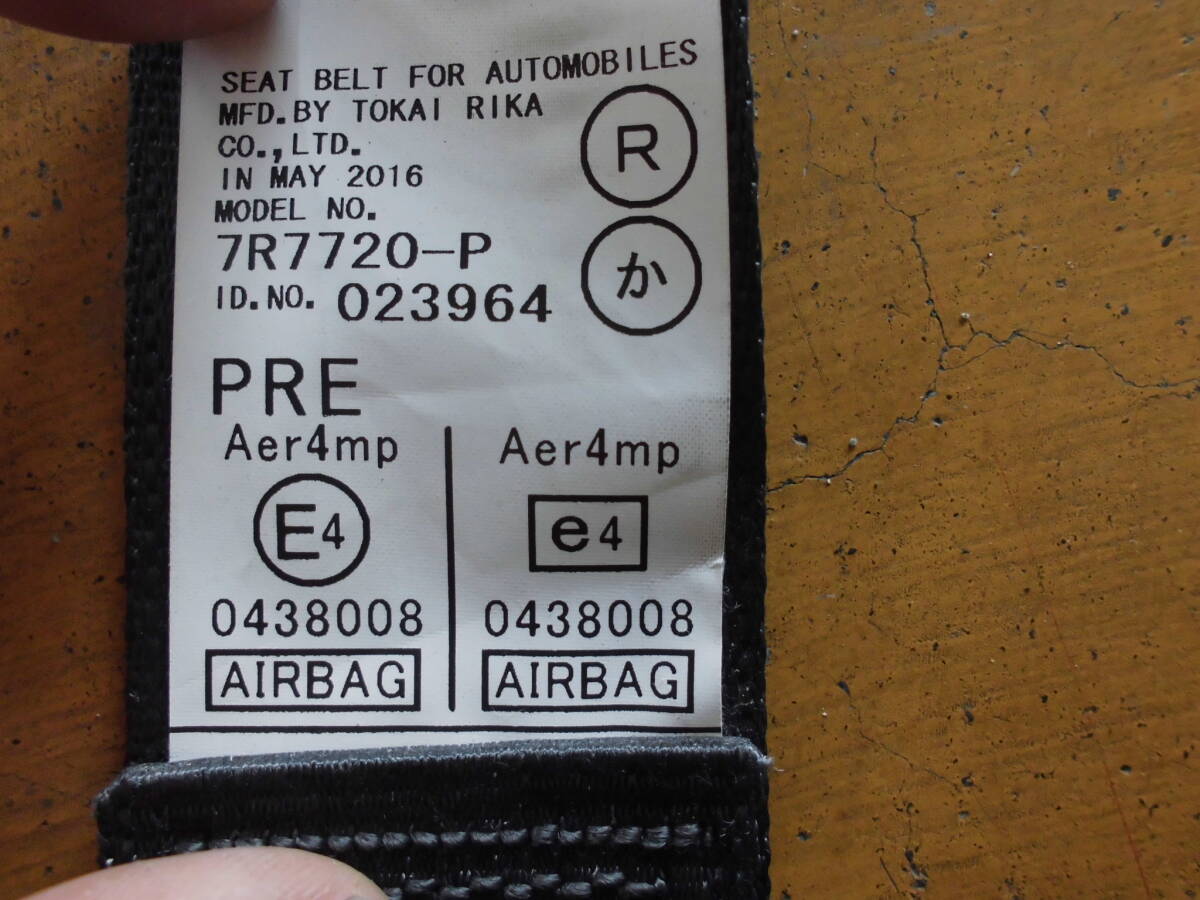 SEAT BELT FOR AUTOMOBILES
MFD.BY TOKAI RIKA
CO.,LTD.
IN MAY 2016
MODEL NO.
7R7720-P
ID.NO. 023964
R
か
PRE
Aer4mp
E4
0438008
AIRBAG
Aer4mp
e4
0438008
AIRBAG